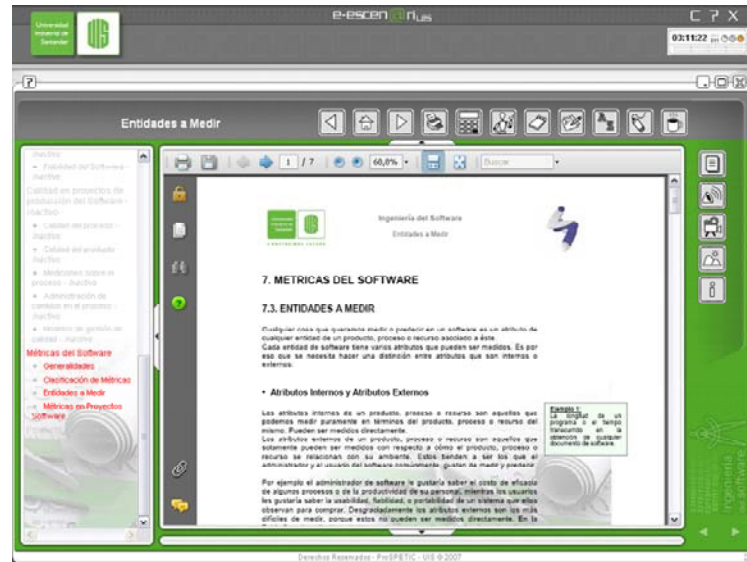 Universidad
Industrial de
Santander
e-escen@riUIS
C ? X
03:11:22
?
Entidades a Medir
inactivo
Fiabilidad del Software -
inactivo
Calidad en proyectos de
producción del Software -
inactivo
Calidad del proceso -
inactivo
Calidad del producto -
inactivo
Mediciones sobre el
proceso - inactivo
Administración de
cambios en el proceso -
inactivo
Modelos de gestión de
calidad - inactivo
Métricas del Software
Generalidades
Clasificación de Métricas
Entidades a Medir
Métricas en Proyectos
Software
1 / 7
60,8%
Buscar
Ingeniería del Software
Entidades a Medir
7. METRICAS DEL SOFTWARE
7.3. ENTIDADES A MEDIR
Cualquier cosa que queramos medir o predecir en un software es un atributo de
cualquier entidad de un producto, proceso o recurso asociado a éste.
Cada entidad de software tiene varios atributos que pueden ser medidos. Es por
eso que se necesita hacer una distinción entre atributos que son internos o
externos.
• Atributos Internos y Atributos Externos
Los atributos internos de un producto, proceso o recurso son aquellos que
podemos medir puramente en términos del producto, proceso o recurso del
mismo. Pueden ser medidos directamente.
Los atributos externos de un producto, proceso o recurso son aquellos que
solamente pueden ser medidos con respecto a cómo el producto, proceso o
recurso se relacionan con su ambiente. Estos tienden a ser los que el
administrador y el usuario del software comúnmente, gustan de medir y predecir.
Ejemplo 1:
La longitud de un
programa o el tiempo
transcurrido en la
obtención de cualquier
documento de software.
Por ejemplo el administrador de software le gustaría saber el costo de eficacia
de algunos procesos o de la productividad de su personal, mientras los usuarios
les gustaría saber la usabilidad, fiabilidad, o portabilidad de un sistema que ellos
observan para comprar. Desgraciadamente los atributos externos son los más
difíciles de medir, porque estos no pueden ser medidos directamente. En la
Ingeniería
software
Derechos Reservados - ProSPETIC - UIS © 2007